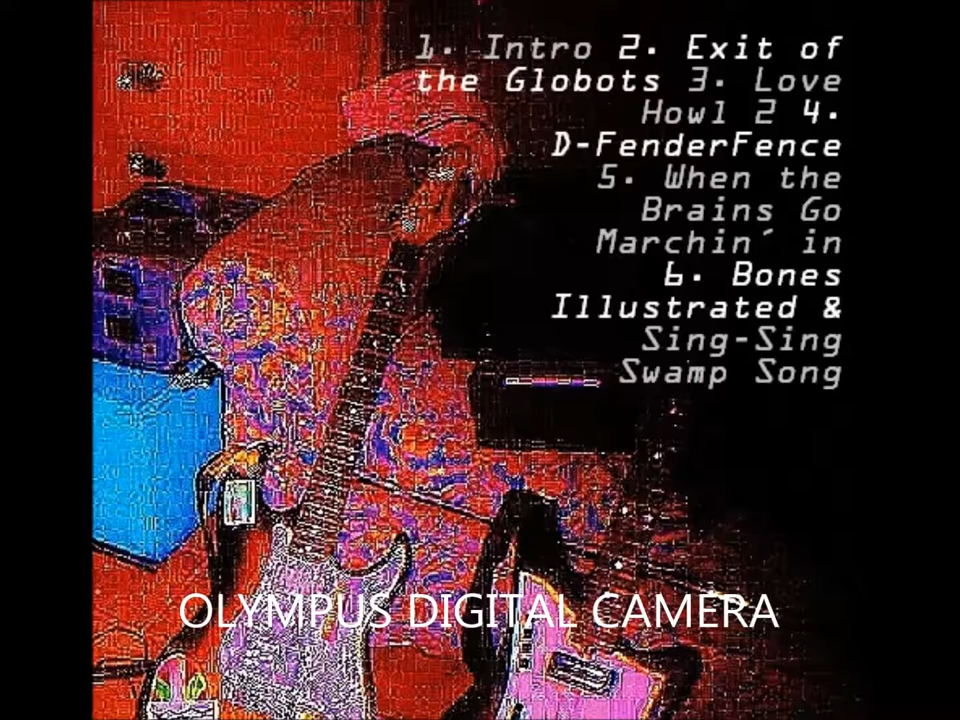 1. Intro 2. Exit of
the Globots 3. Love
Howl 2 4.
D-FenderFence
5. When the
Brains Go
Marchin´ in
6. Bones
Illustrated &
Sing-Sing
Swamp Song
OLYMPUS DIGITAL CAMERA